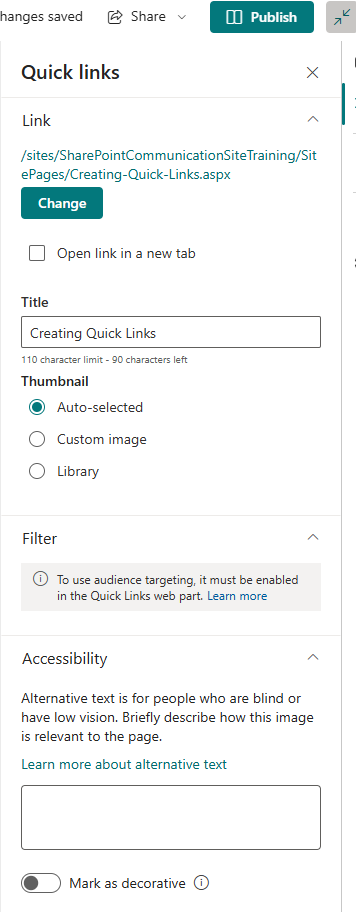 hanges saved
Share
Publish
Quick links
Link
/sites/SharePointCommunicationSiteTraining/Sit
ePages/Creating-Quick-Links.aspx
Change
Open link in a new tab
Title
Creating Quick Links
110 character limit - 90 characters left
Thumbnail
Auto-selected
Custom image
Library
Filter
To use audience targeting, it must be enabled
in the Quick Links web part. Learn more
Accessibility
Alternative text is for people who are blind or
have low vision. Briefly describe how this image
is relevant to the page.
Learn more about alternative text
Mark as decorative